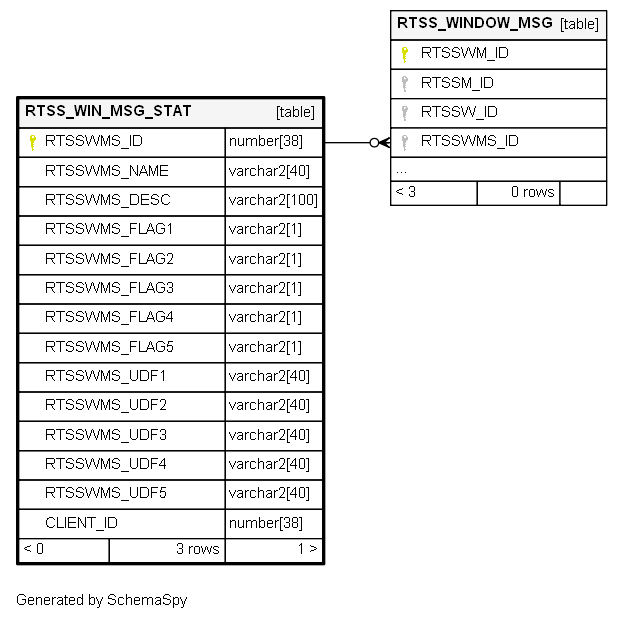 RTSS_WINDOW_MSG [table]
RTSSWM_ID
RTSSM_ID
RTSSW_ID
RTSSWMS_ID
...
< 3 0 rows
RTSS_WIN_MSG_STAT [table]
RTSSWMS_ID number[38]
RTSSWMS_NAME varchar2[40]
RTSSWMS_DESC varchar2[100]
RTSSWMS_FLAG1 varchar2[1]
RTSSWMS_FLAG2 varchar2[1]
RTSSWMS_FLAG3 varchar2[1]
RTSSWMS_FLAG4 varchar2[1]
RTSSWMS_FLAG5 varchar2[1]
RTSSWMS_UDF1 varchar2[40]
RTSSWMS_UDF2 varchar2[40]
RTSSWMS_UDF3 varchar2[40]
RTSSWMS_UDF4 varchar2[40]
RTSSWMS_UDF5 varchar2[40]
CLIENT_ID number[38]
< 0 3 rows 1 >
Generated by SchemaSpy